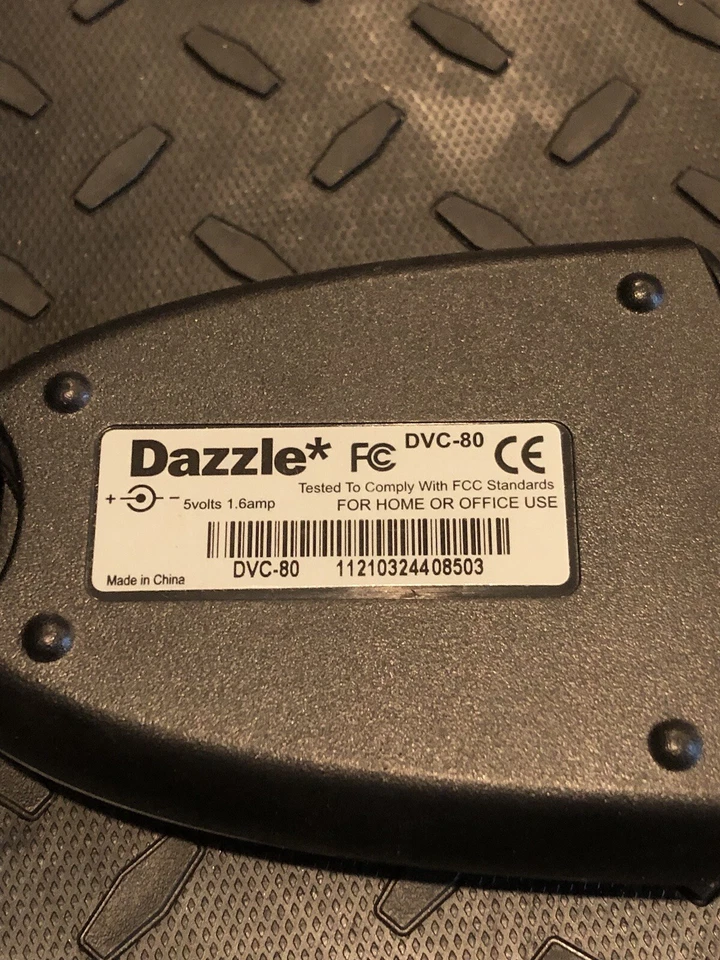 Dazzle* FC DVC-80 CE
Tested To Comply With FCC Standards
+ - 5volts 1.6amp FOR HOME OR OFFICE USE
DVC-80 11210324408503
Made in China